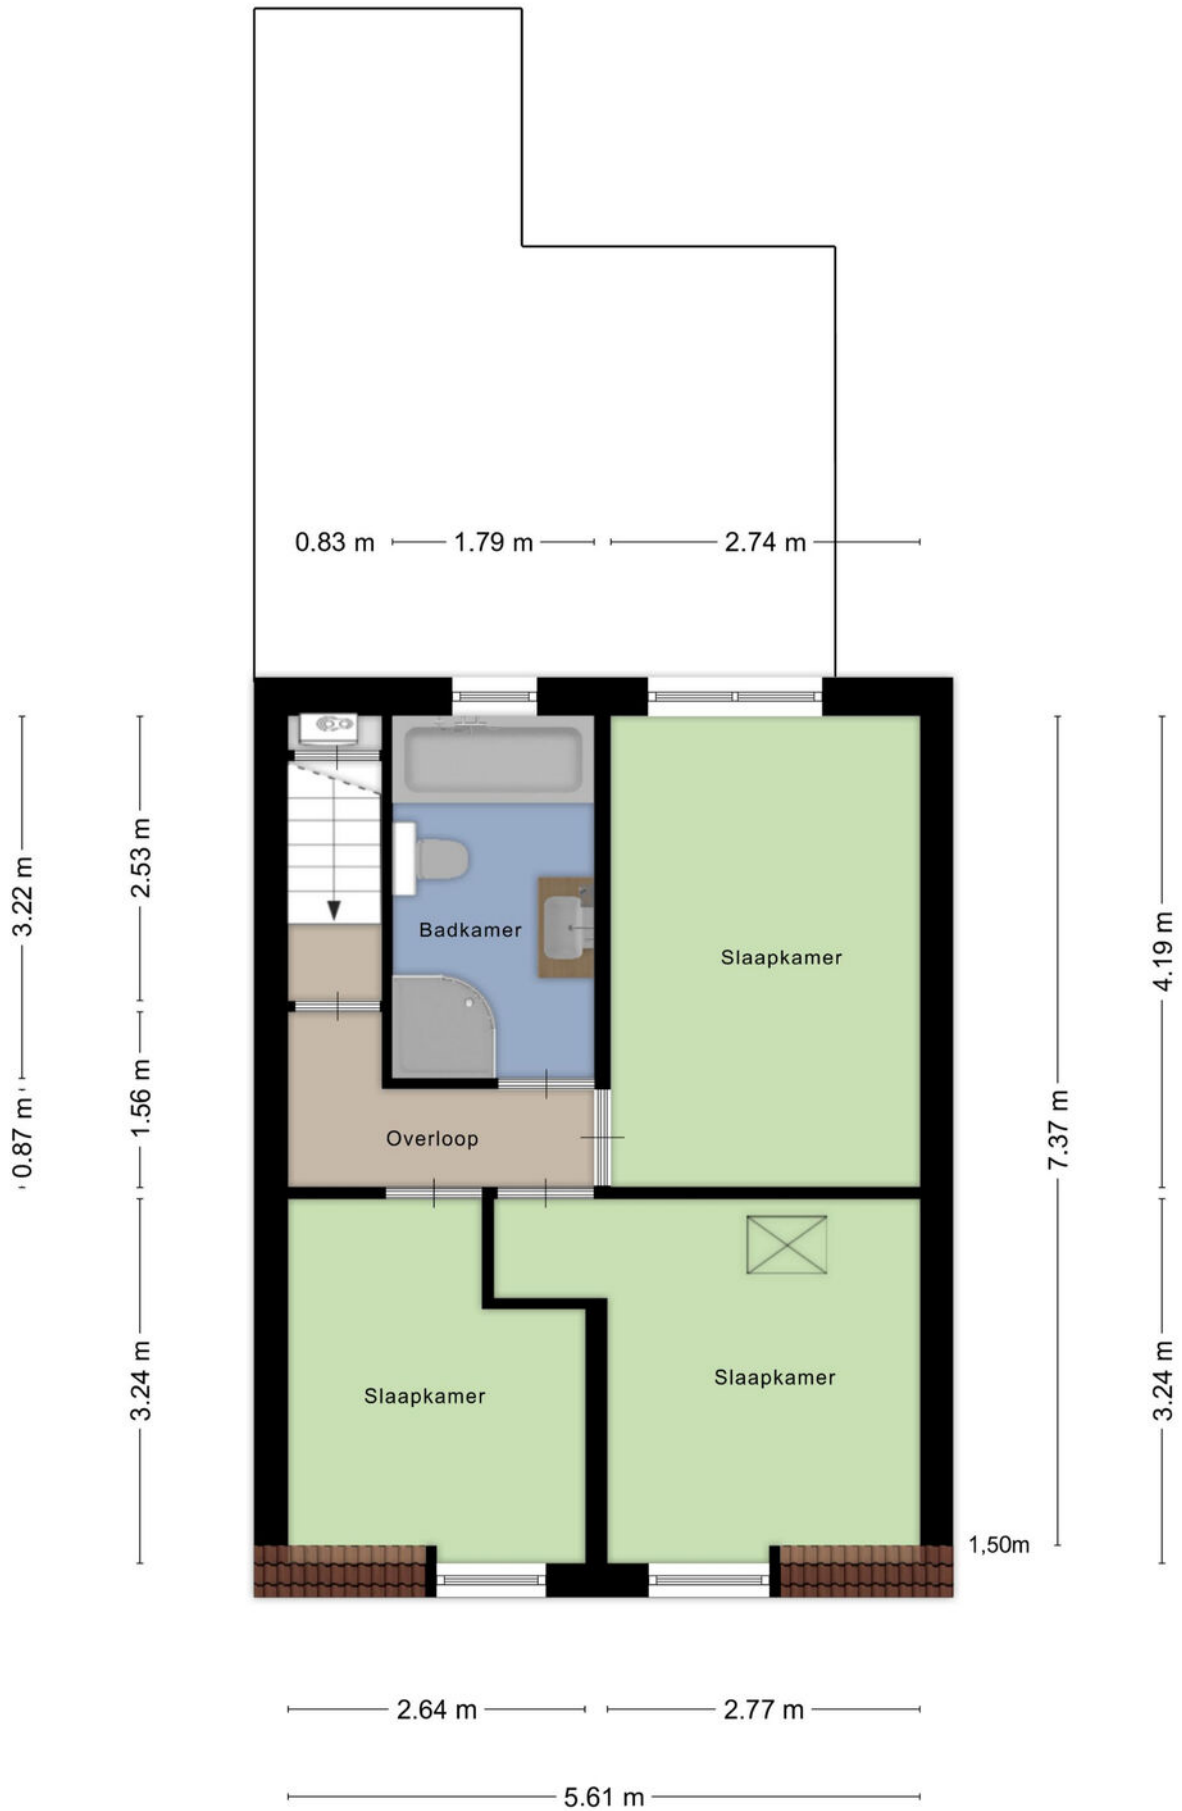 0.83 m
1.79 m
2.74 m
3.22 m
2.53 m
Badkamer
Slaapkamer
4.19 m
0.87 m
1.56 m
Overloop
7.37 m
3.24 m
Slaapkamer
Slaapkamer
3.24 m
1,50m
2.64 m
2.77 m
5.61 m